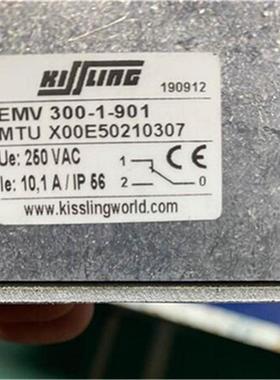 KISSLING
190912
EMV 300-1-901
MTU X00E50210307
Ue: 250 VAC
Ie: 10,1 A / IP 66
1
2
0
www.kisslingworld.com